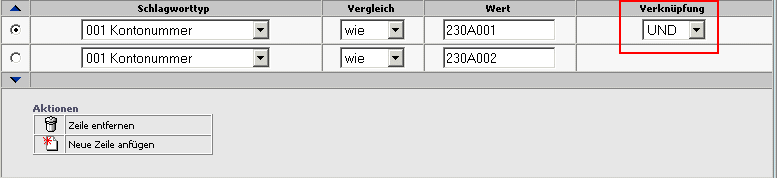 Schlagworttyp Vergleich Wert Verknüpfung
001 Kontonummer wie 230A001 UND
001 Kontonummer wie 230A002
Aktionen
Zeile entfernen
Neue Zeile anfügen